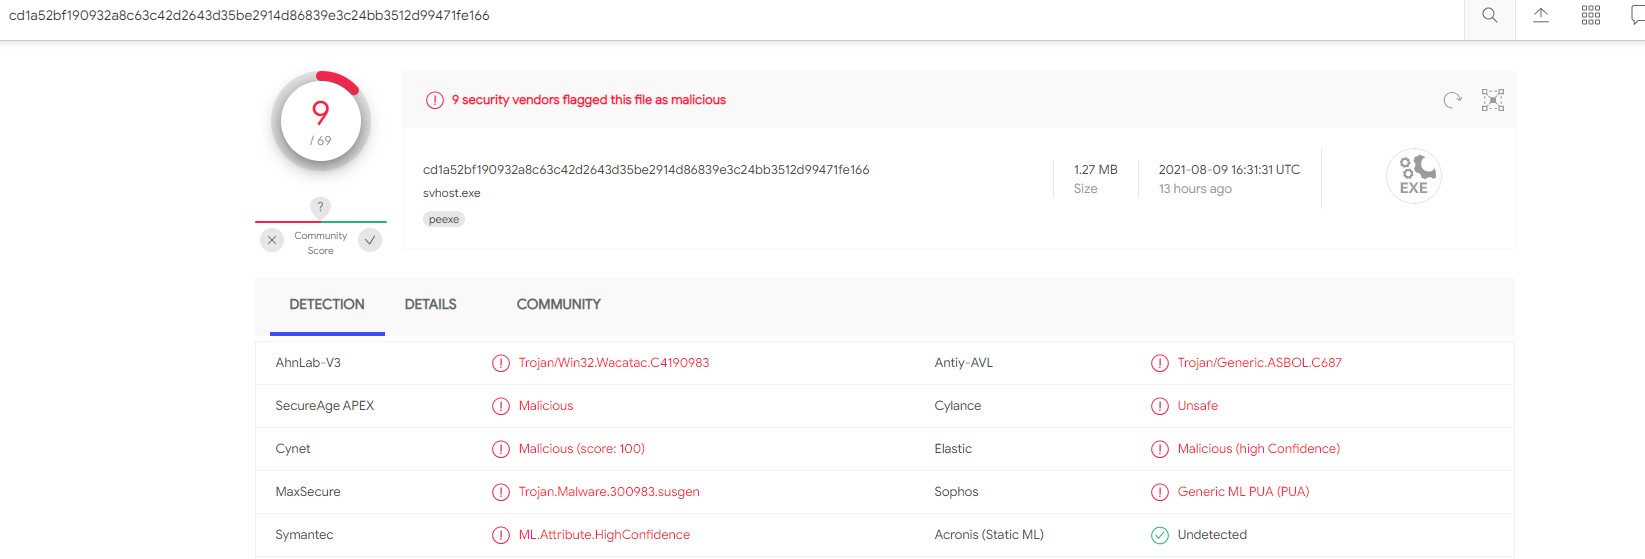 cd1a52bf190932a8c63c42d2643d35be2914d86839e3c24bb3512d99471fe166
9
/ 69
9 security vendors flagged this file as malicious
cd1a52bf190932a8c63c42d2643d35be2914d86839e3c24bb3512d99471fe166
svhost.exe
peexe
1.27 MB
Size
2021-08-09 16:31:31 UTC
13 hours ago
EXE
?
Community
Score
DETECTION DETAILS COMMUNITY
AhnLab-V3 Trojan/Win32.Wacatac.C4190983 Antiy-AVL Trojan/Generic.ASBOL.C687
SecureAge APEX Malicious Cylance Unsafe
Cynet Malicious (score: 100) Elastic Malicious (high Confidence)
MaxSecure Trojan.Malware.300983.susgen Sophos Generic ML PUA (PUA)
Symantec ML.Attribute.HighConfidence Acronis (Static ML) Undetected